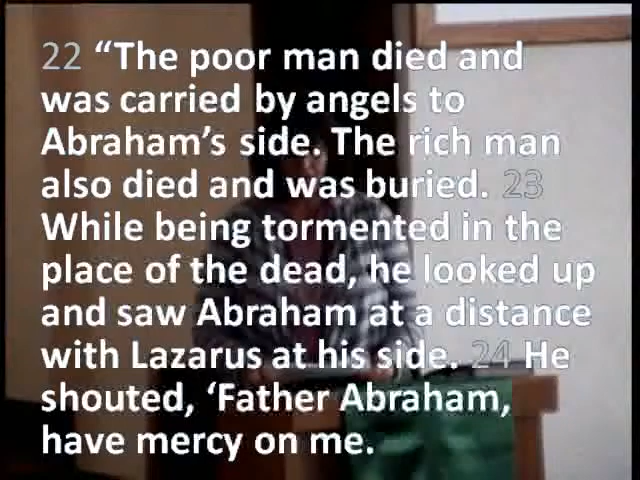 22 “The poor man died and
was carried by angels to
Abraham’s side. The rich man
also died and was buried. 23
While being tormented in the
place of the dead, he looked up
and saw Abraham at a distance
with Lazarus at his side. 24 He
shouted, ‘Father Abraham,
have mercy on me.